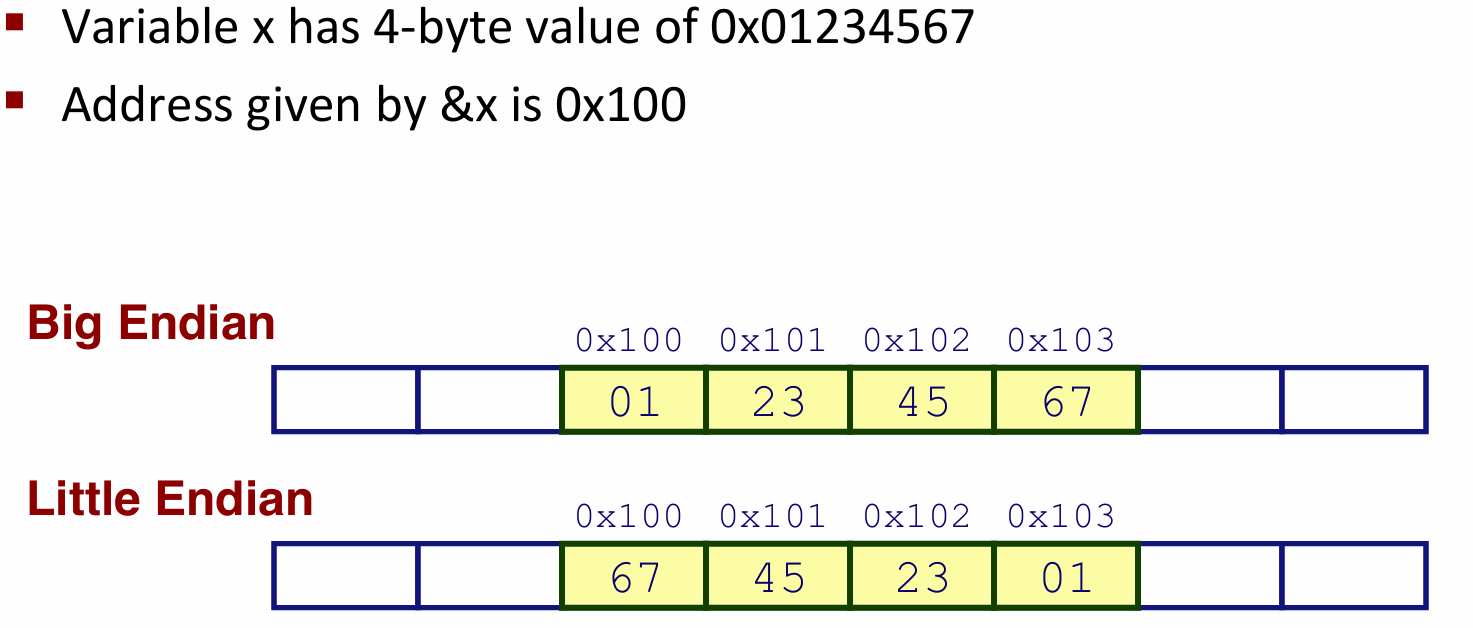 ▪ Variable x has 4-byte value of 0x01234567
▪ Address given by &x is 0x100
Big Endian
0x100 0x101 0x102 0x103
01 23 45 67
Little Endian
0x100 0x101 0x102 0x103
67 45 23 01